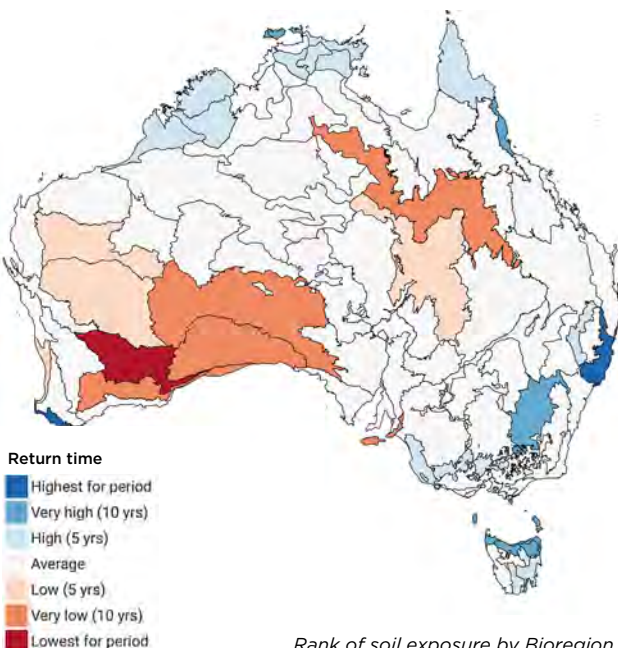 Return time
Highest for period
Very high (10 yrs)
High (5 yrs)
Average
Low (5 yrs)
Very low (10 yrs)
Lowest for period
Rank of soil exposure by Bioregion